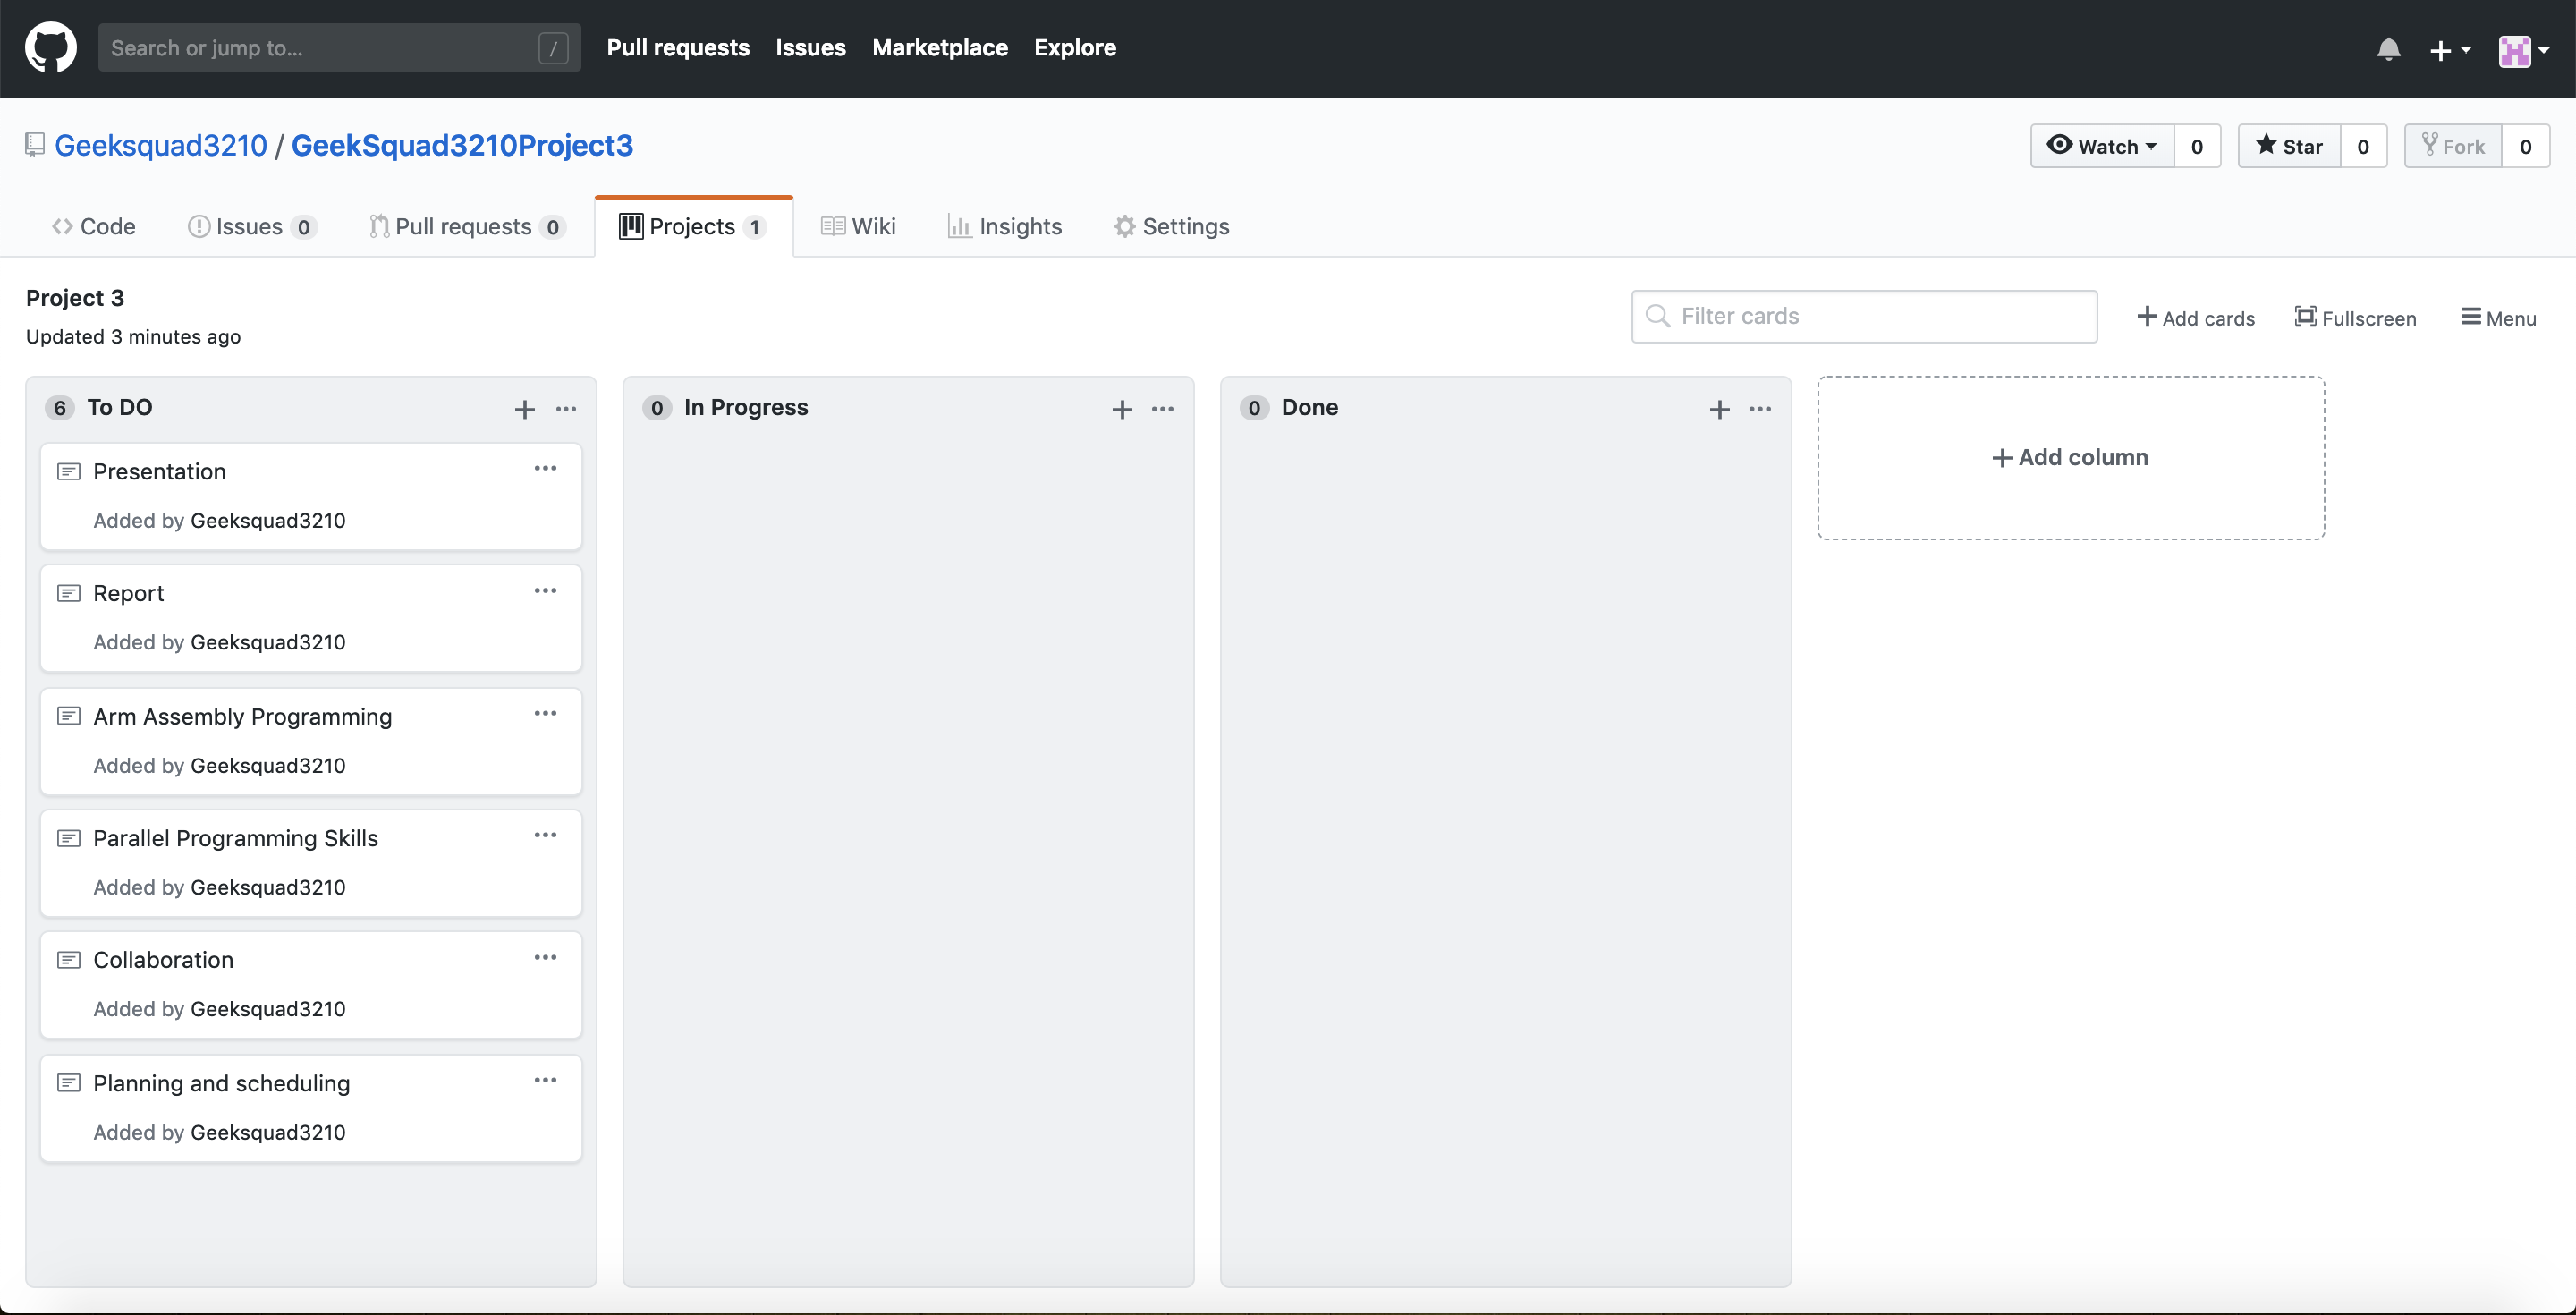 Search or jump to... /
Pull requests Issues Marketplace Explore
Geeksquad3210 / GeekSquad3210Project3
Watch 0 Star 0 Fork 0
Code Issues 0 Pull requests 0 Projects 1 Wiki Insights Settings
Project 3
Updated 3 minutes ago
Filter cards
Add cards Fullscreen Menu
6 To DO
Presentation
Added by Geeksquad3210
Report
Added by Geeksquad3210
Arm Assembly Programming
Added by Geeksquad3210
Parallel Programming Skills
Added by Geeksquad3210
Collaboration
Added by Geeksquad3210
Planning and scheduling
Added by Geeksquad3210
0 In Progress
0 Done
Add column